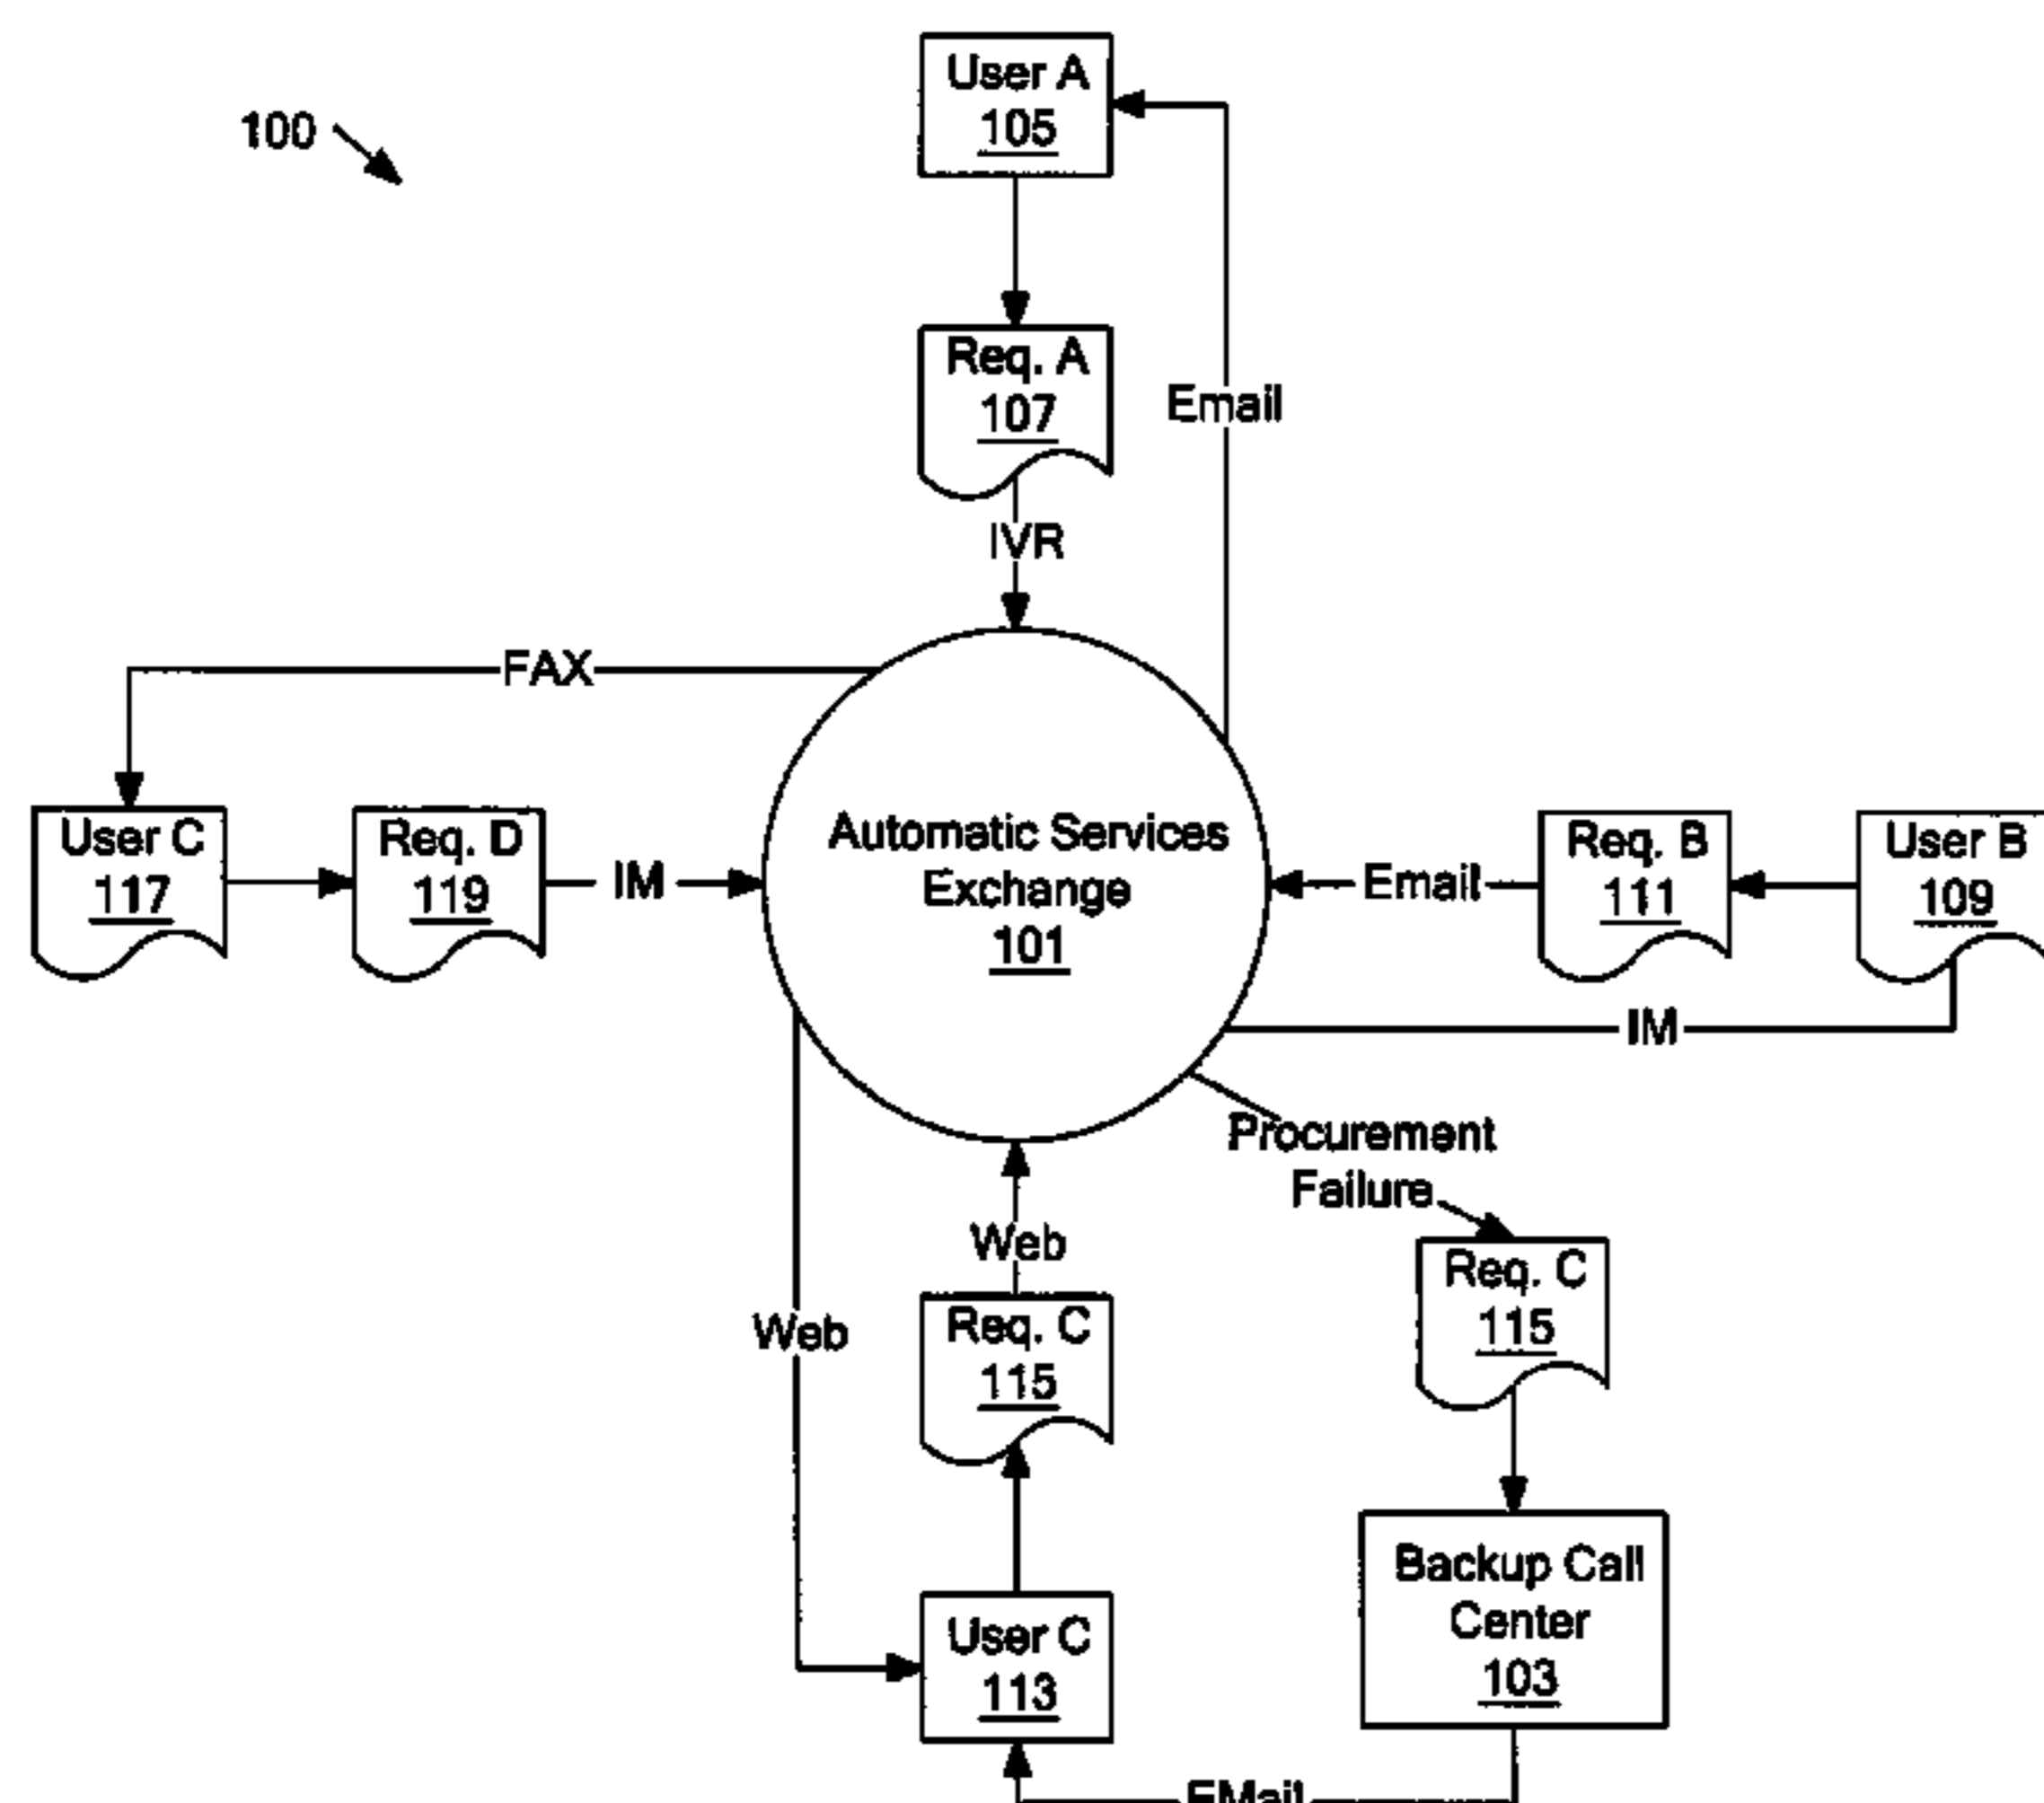 100
User A
105
Req. A
107
Email
IVR
FAX
User C
117
Req. D
119
IM
Automatic Services
Exchange
101
Email
Req. B
111
User B
109
IM
Procurement
Failure
Web
Req. C
115
Web
Req. C
115
User C
113
Backup Call
Center
103
EMail